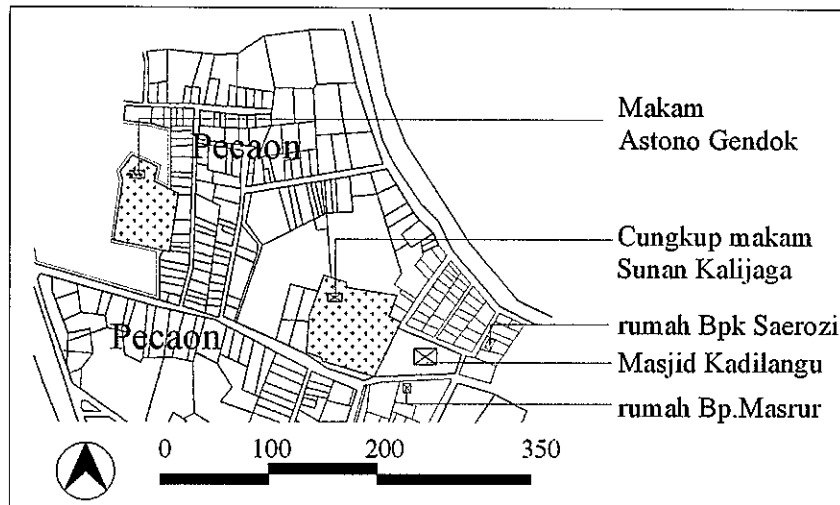 Makam
Astono Gendok
Pecaon
Cungkup makam
Sunan Kalijaga
rumah Bpk Saerozi
Pecaon
Masjid Kadilangu
rumah Bp.Masrur
0 100 200 350